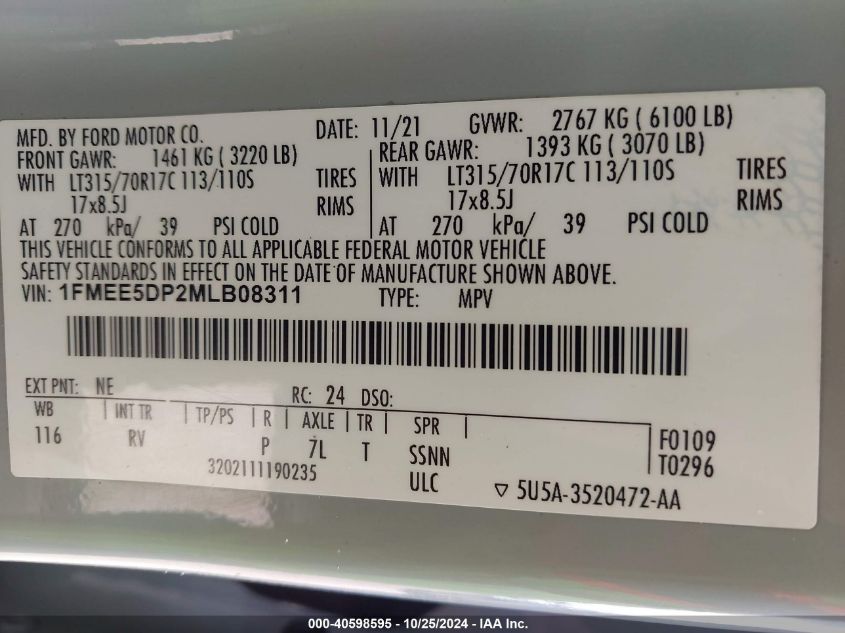 MFD. BY FORD MOTOR CO. DATE: 11/21 GVWR: 2767 KG ( 6100 LB)
FRONT GAWR: 1461 KG ( 3220 LB) REAR GAWR: 1393 KG ( 3070 LB)
WITH LT315/70R17C 113/110S TIRES WITH LT315/70R17C 113/110S TIRES
17x8.5J RIMS 17x8.5J RIMS
AT 270 kPa/ 39 PSI COLD AT 270 kPa/ 39 PSI COLD
THIS VEHICLE CONFORMS TO ALL APPLICABLE FEDERAL MOTOR VEHICLE
SAFETY STANDARDS IN EFFECT ON THE DATE OF MANUFACTURE SHOWN ABOVE.
VIN: 1FMEE5DP2MLB08311 TYPE: MPV
EXT PNT: NE RC: 24 DSO:
WB INT TR TP/PS R AXLE TR SPR
116 RV P 7L T SSNN F0109
3202111190235 ULC T0296
▽ 5U5A-3520472-AA
000-40598595 - 10/25/2024 - IAA Inc.